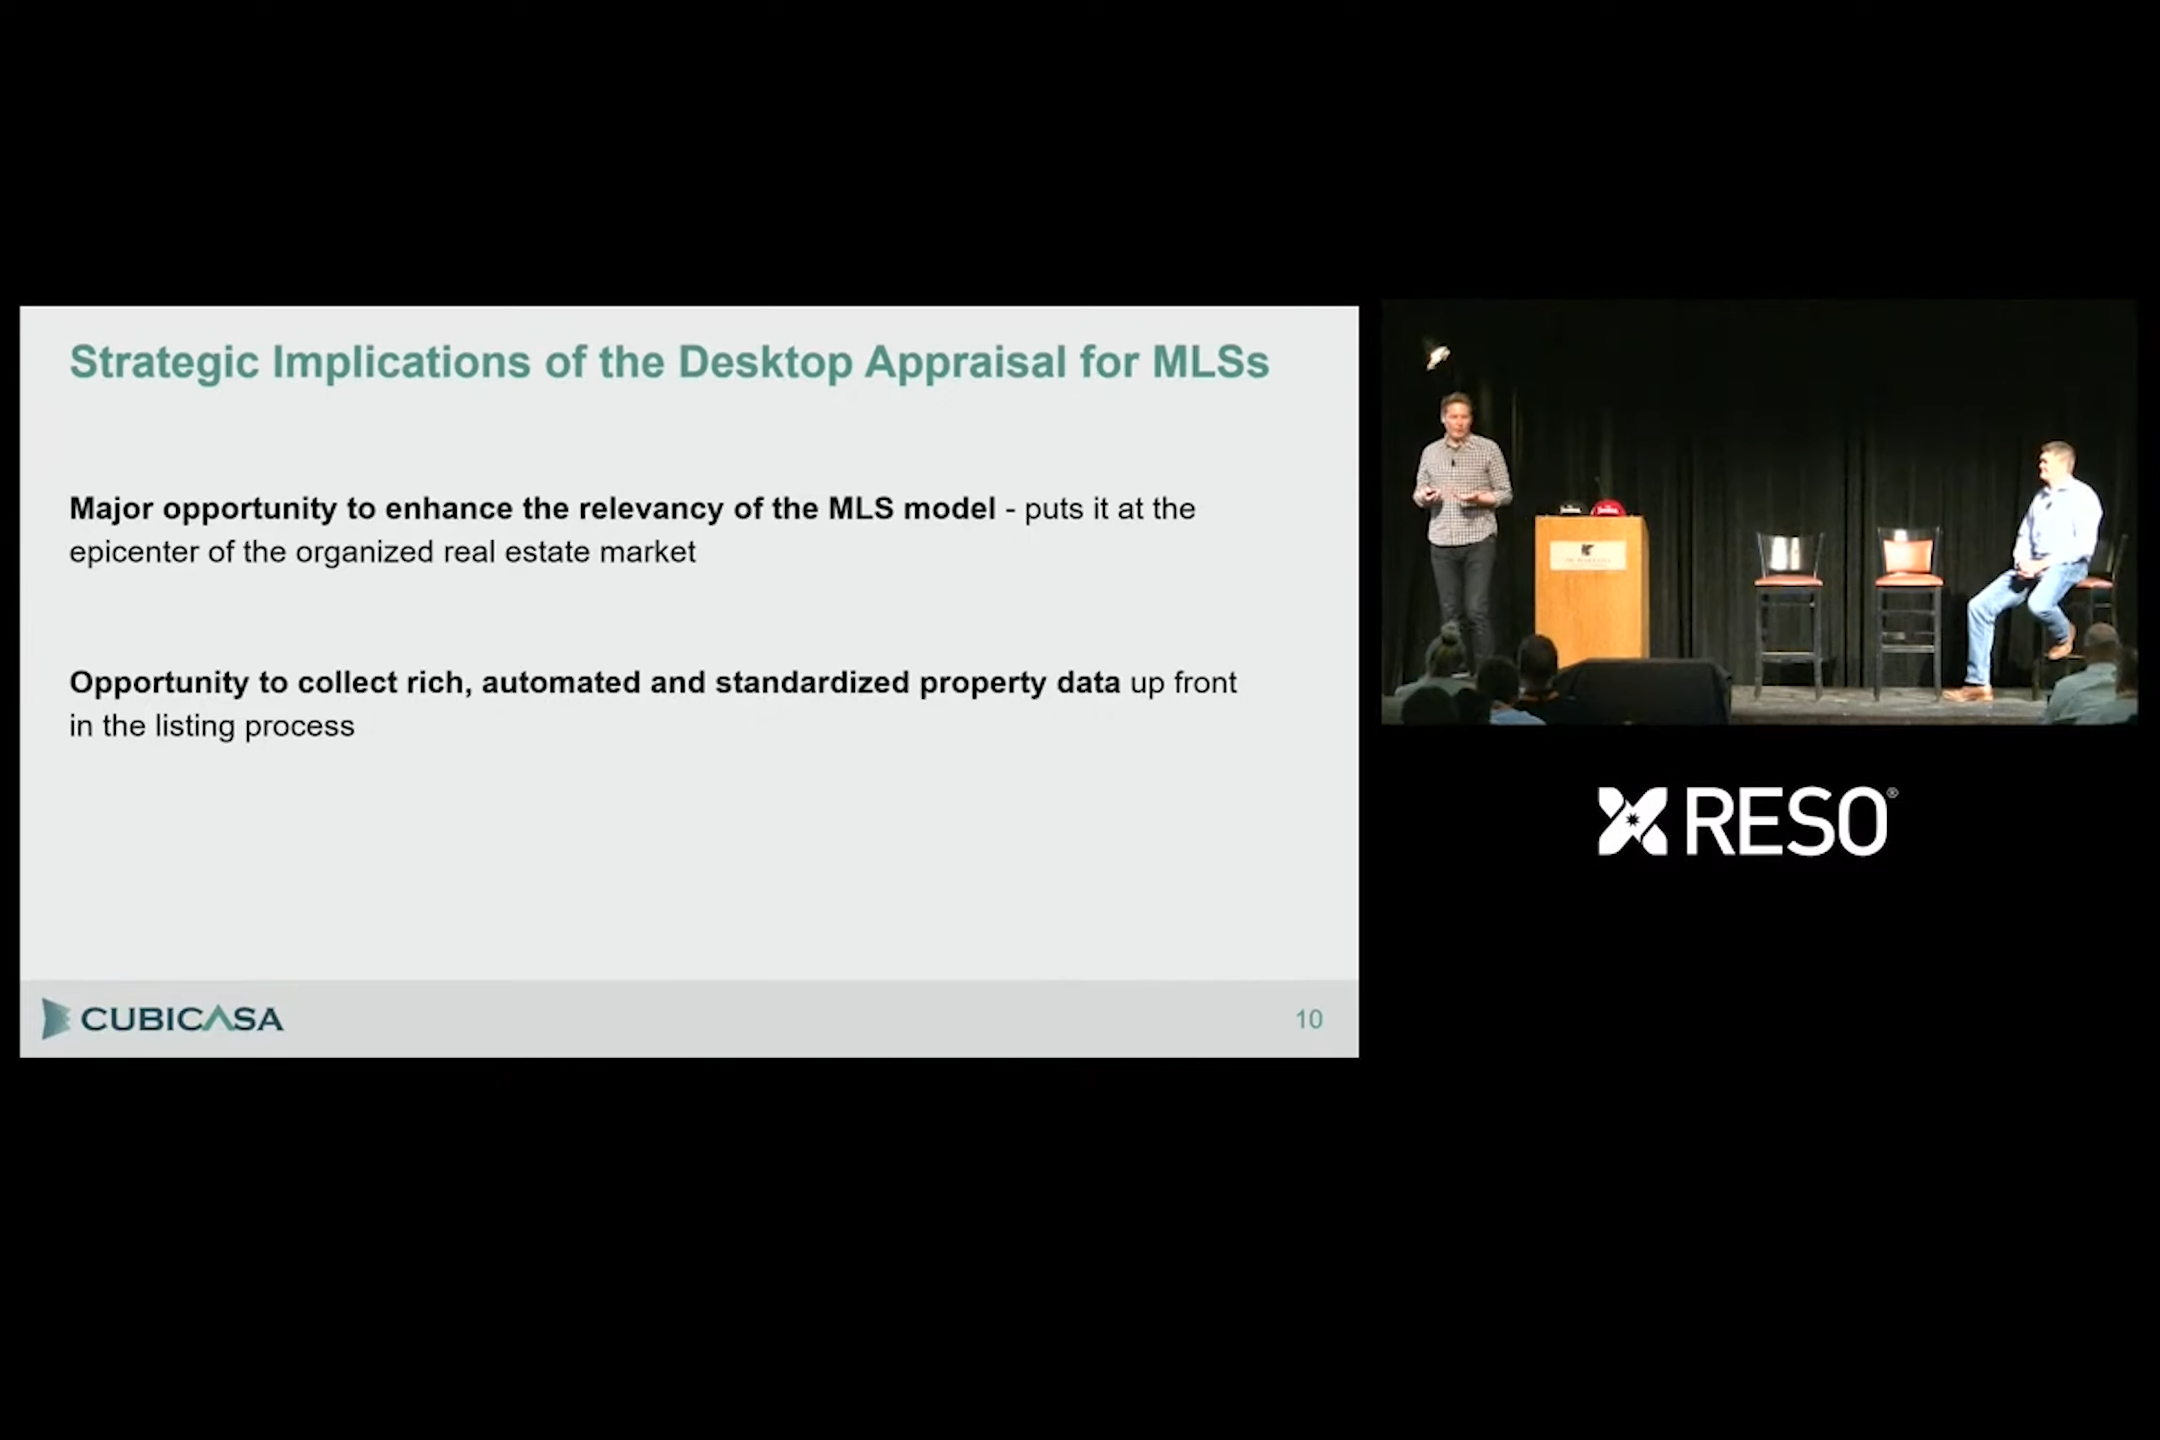 Strategic Implications of the Desktop Appraisal for MLSs
Major opportunity to enhance the relevancy of the MLS model - puts it at the
epicenter of the organized real estate market
Opportunity to collect rich, automated and standardized property data up front
in the listing process
CUBICASA
10
RESO®